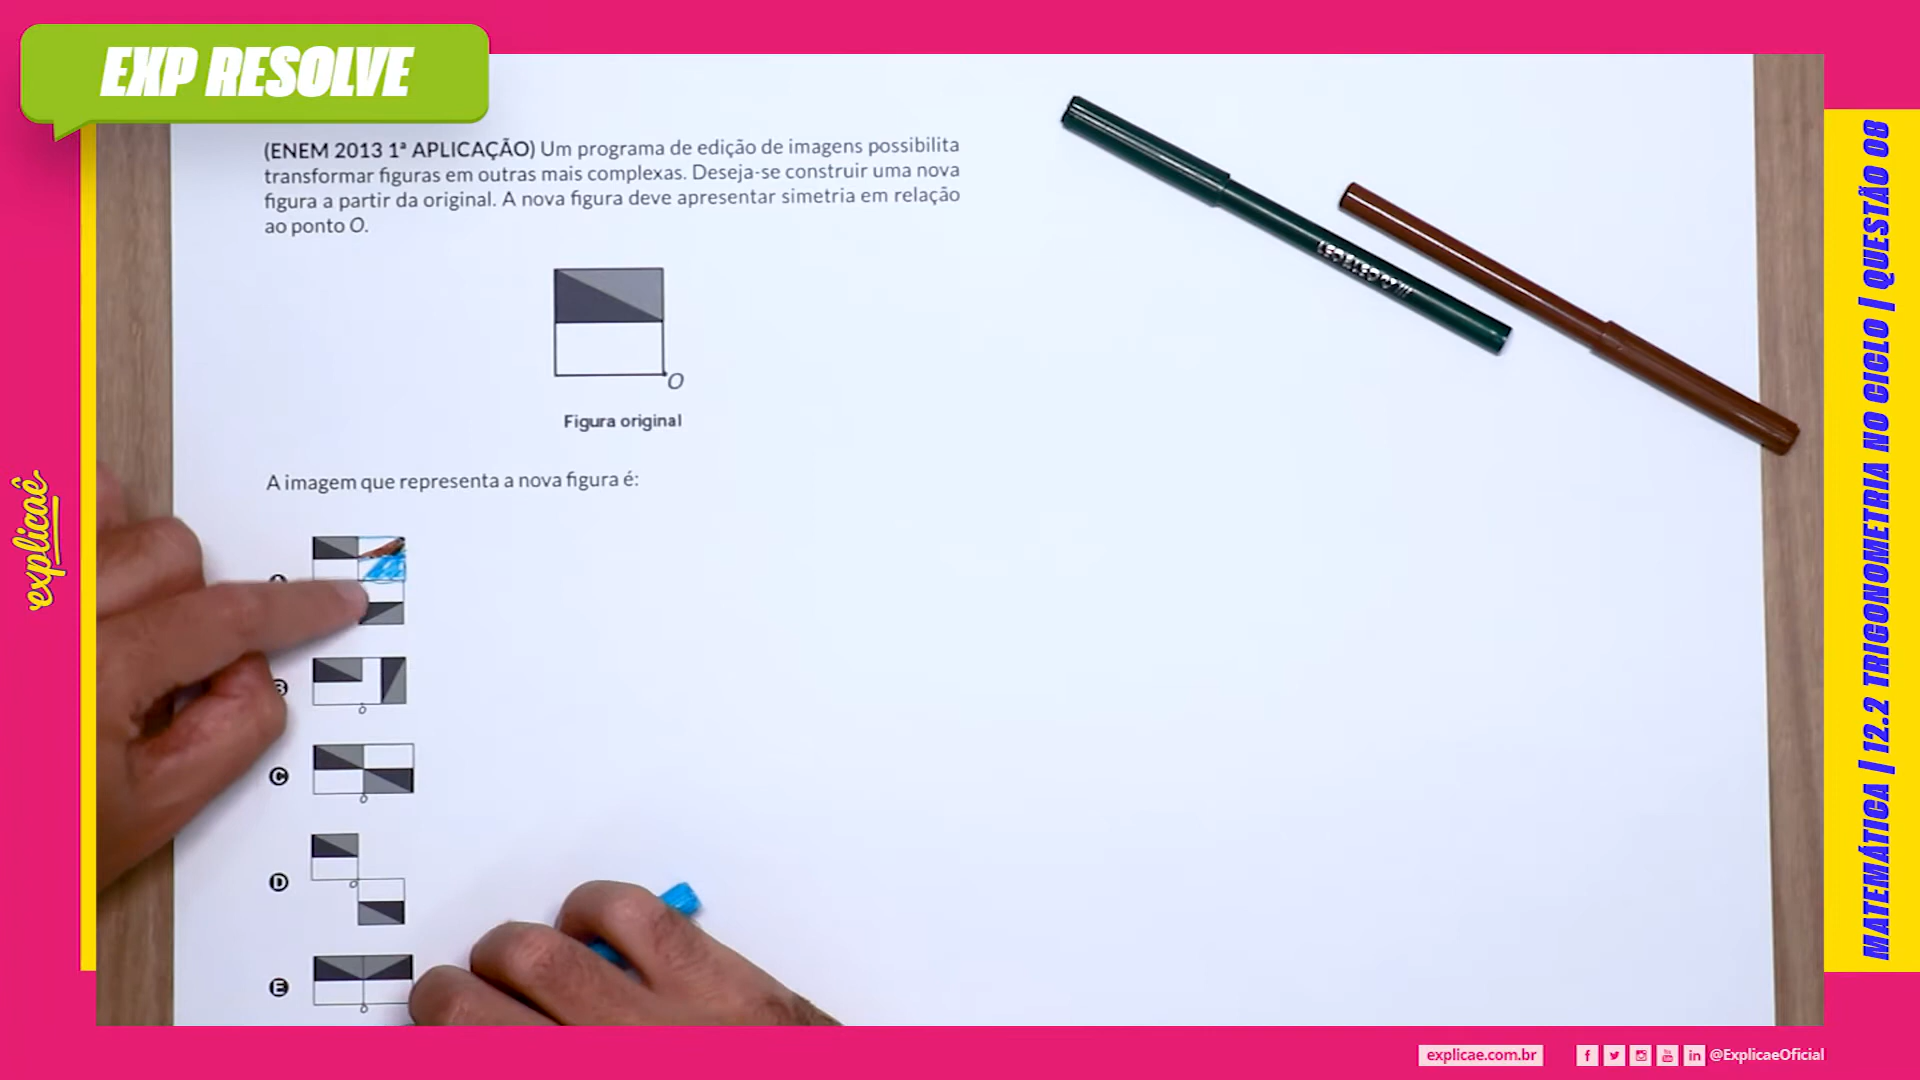 EXP RESOLVE
(ENEM 2013 1ª APLICAÇÃO) Um programa de edição de imagens possibilita
transformar figuras em outras mais complexas. Deseja-se construir uma nova
figura a partir da original. A nova figura deve apresentar simetria em relação
ao ponto O.
O
Figura original
A imagem que representa a nova figura é:
B
O
C
O
D
O
E
O
explicaê
MATEMÁTICA | 12.2 TRIGONOMETRIA NO CICLO | QUESTÃO 08
explicae.com.br
@ExplicaeOficial